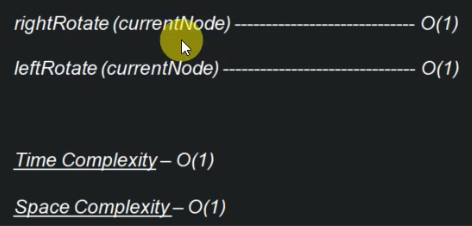 rightRotate (currentNode) ----------------------------- O(1)
leftRotate (currentNode) ------------------------------- O(1)
Time Complexity – O(1)
Space Complexity – O(1)